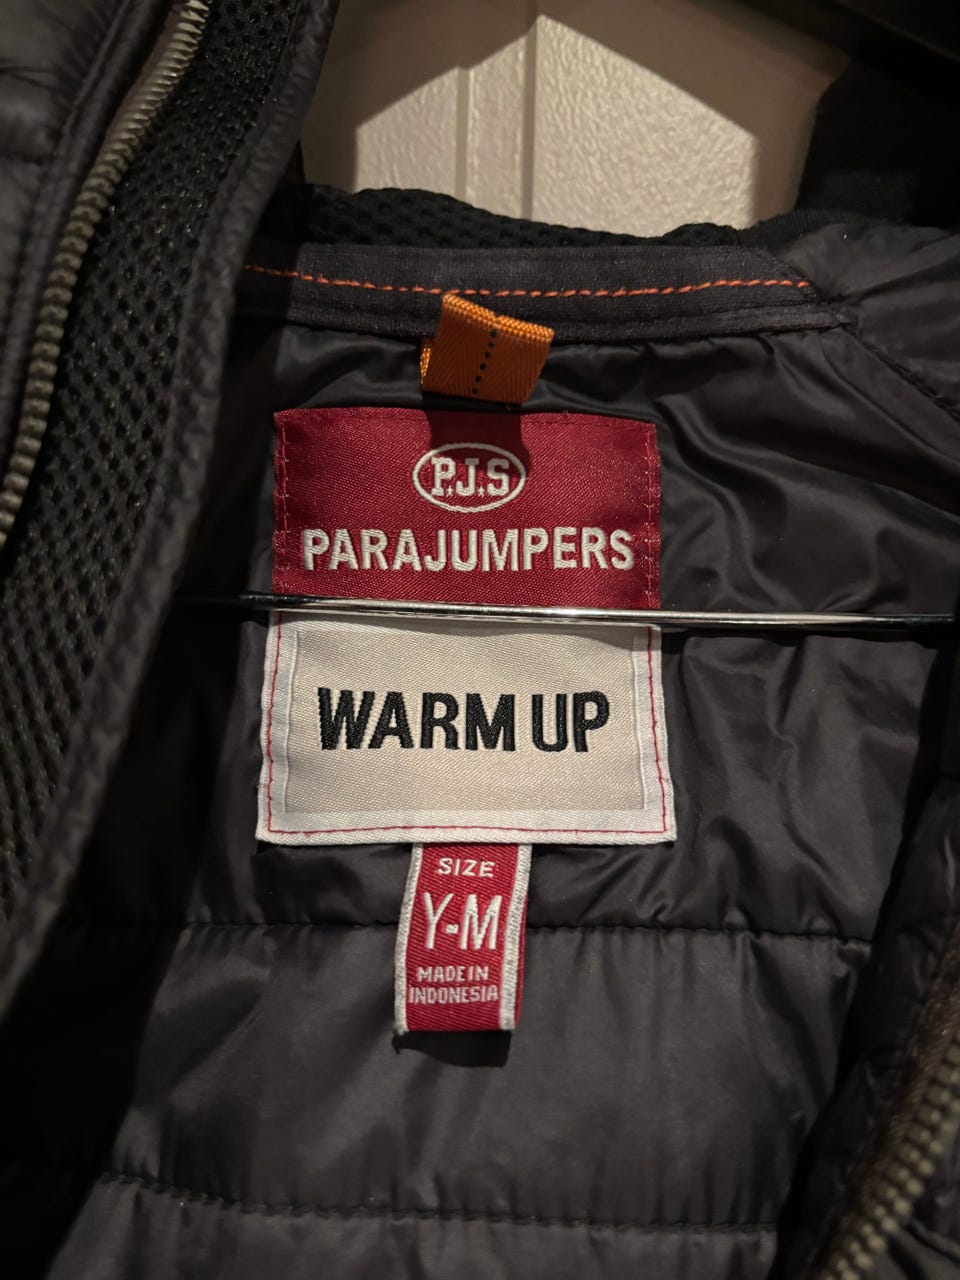 P.J.S
PARAJUMPERS
WARM UP
SIZE
Y-M
MADE IN
INDONESIA